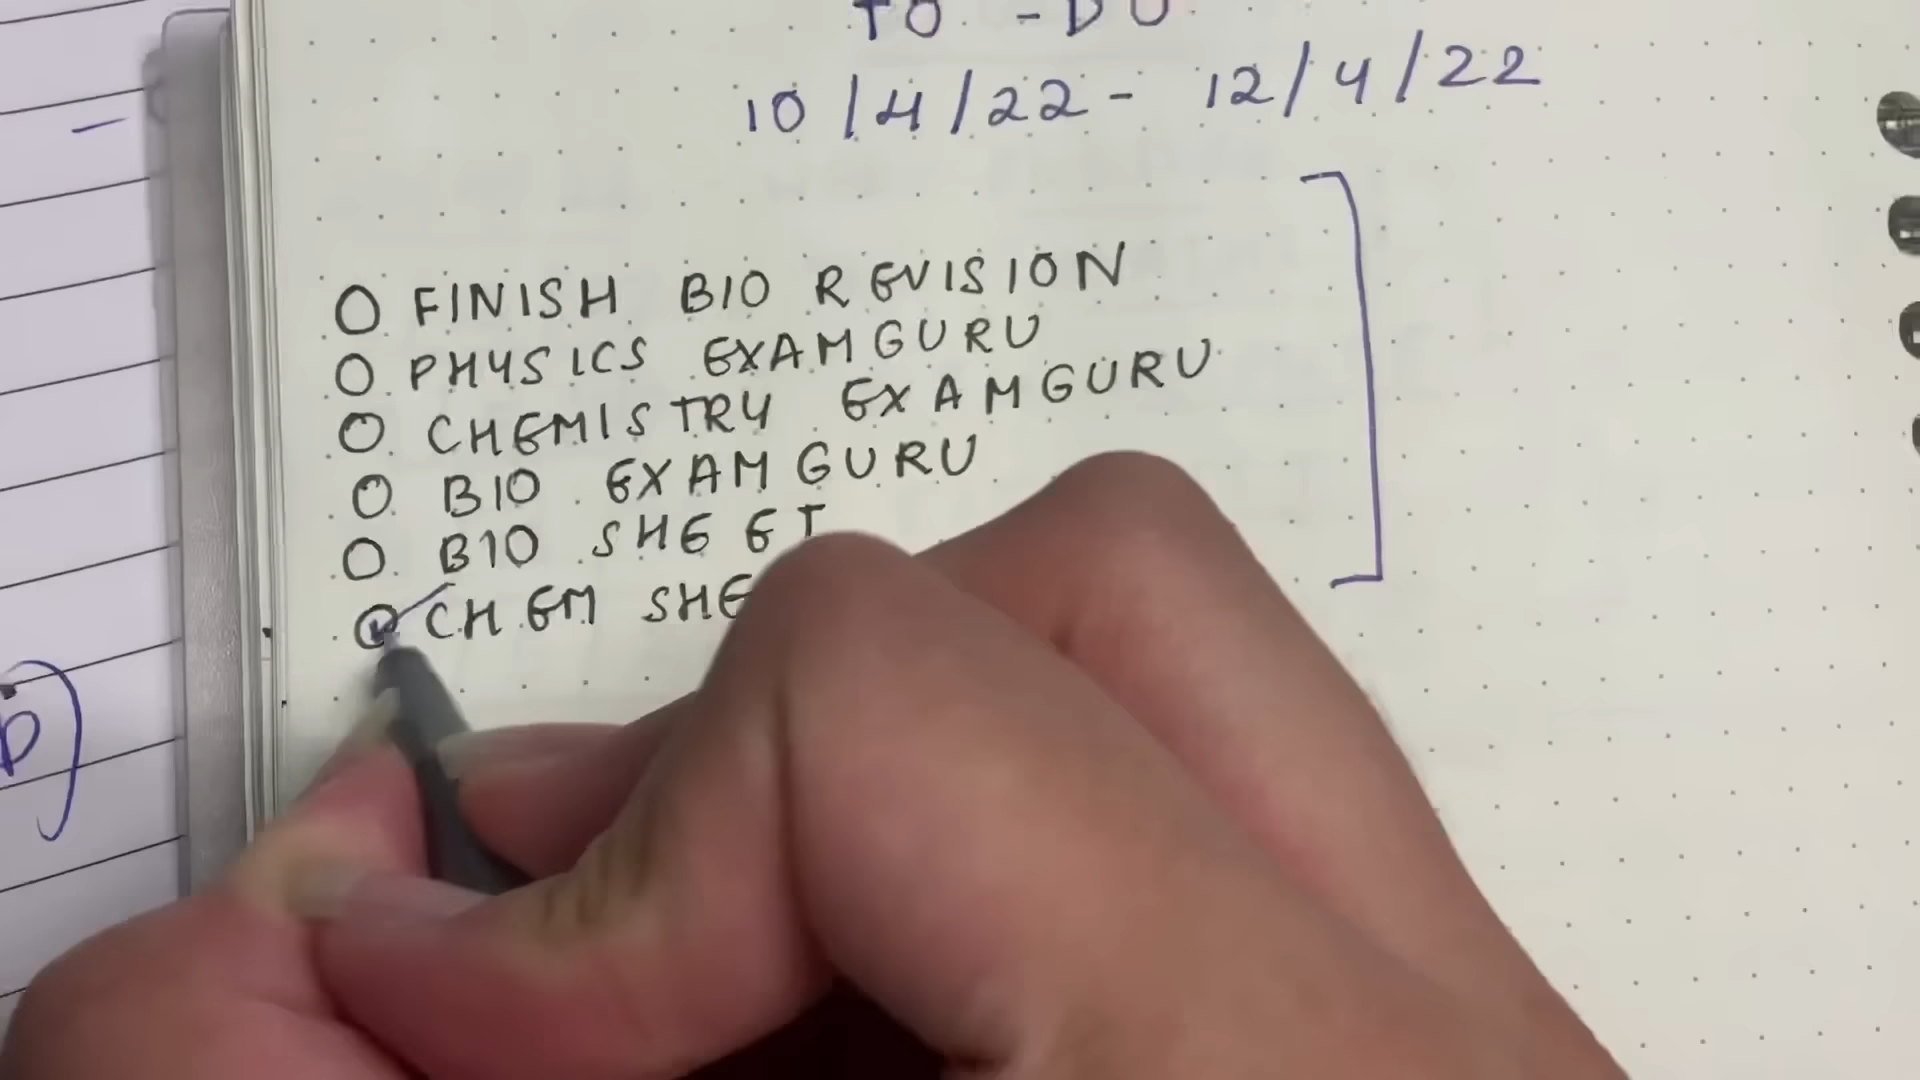 TO-DO
10/4/22 - 12/4/22
FINISH BIO REVISION
PHYSICS EXAMGURU
CHEMISTRY EXAMGURU
BIO EXAMGURU
BIO SHEET
CHEM SHE